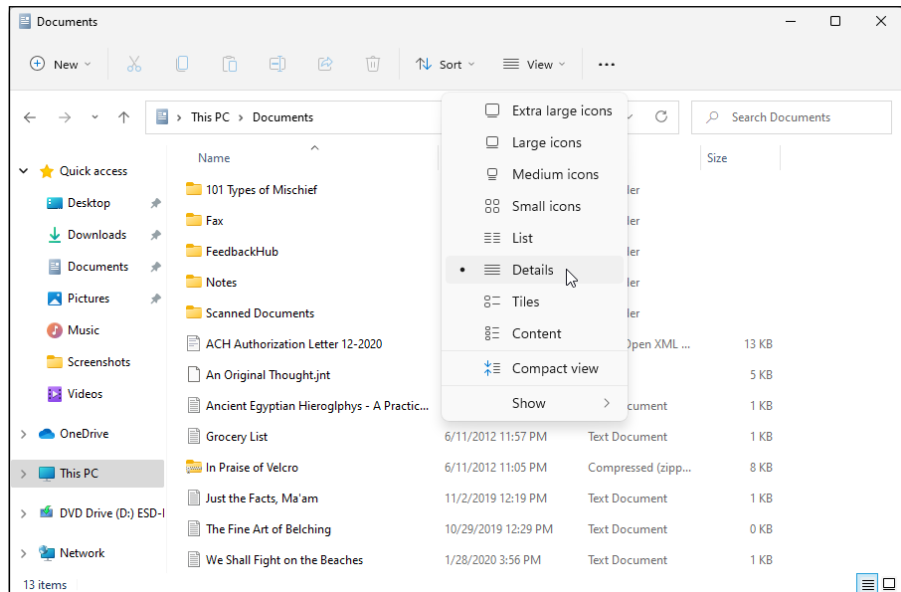 Documents
New
Sort
View
This PC
Documents
Search Documents
Name
Size
Quick access
Desktop
Downloads
Documents
Pictures
Music
Screenshots
Videos
OneDrive
This PC
DVD Drive (D:) ESD-I
Network
101 Types of Mischief
Fax
FeedbackHub
Notes
Scanned Documents
ACH Authorization Letter 12-2020 Open XML ... 13 KB
An Original Thought.jnt 5 KB
Ancient Egyptian Hieroglphys - A Practic... 1 KB
Grocery List 6/11/2012 11:57 PM Text Document 1 KB
In Praise of Velcro 6/11/2012 11:05 PM Compressed (zipp... 8 KB
Just the Facts, Ma'am 11/2/2019 12:19 PM Text Document 1 KB
The Fine Art of Belching 10/29/2019 12:29 PM Text Document 0 KB
We Shall Fight on the Beaches 1/28/2020 3:56 PM Text Document 1 KB
Extra large icons
Large icons
Medium icons
Small icons
List
Details
Tiles
Content
Compact view
Show
13 items